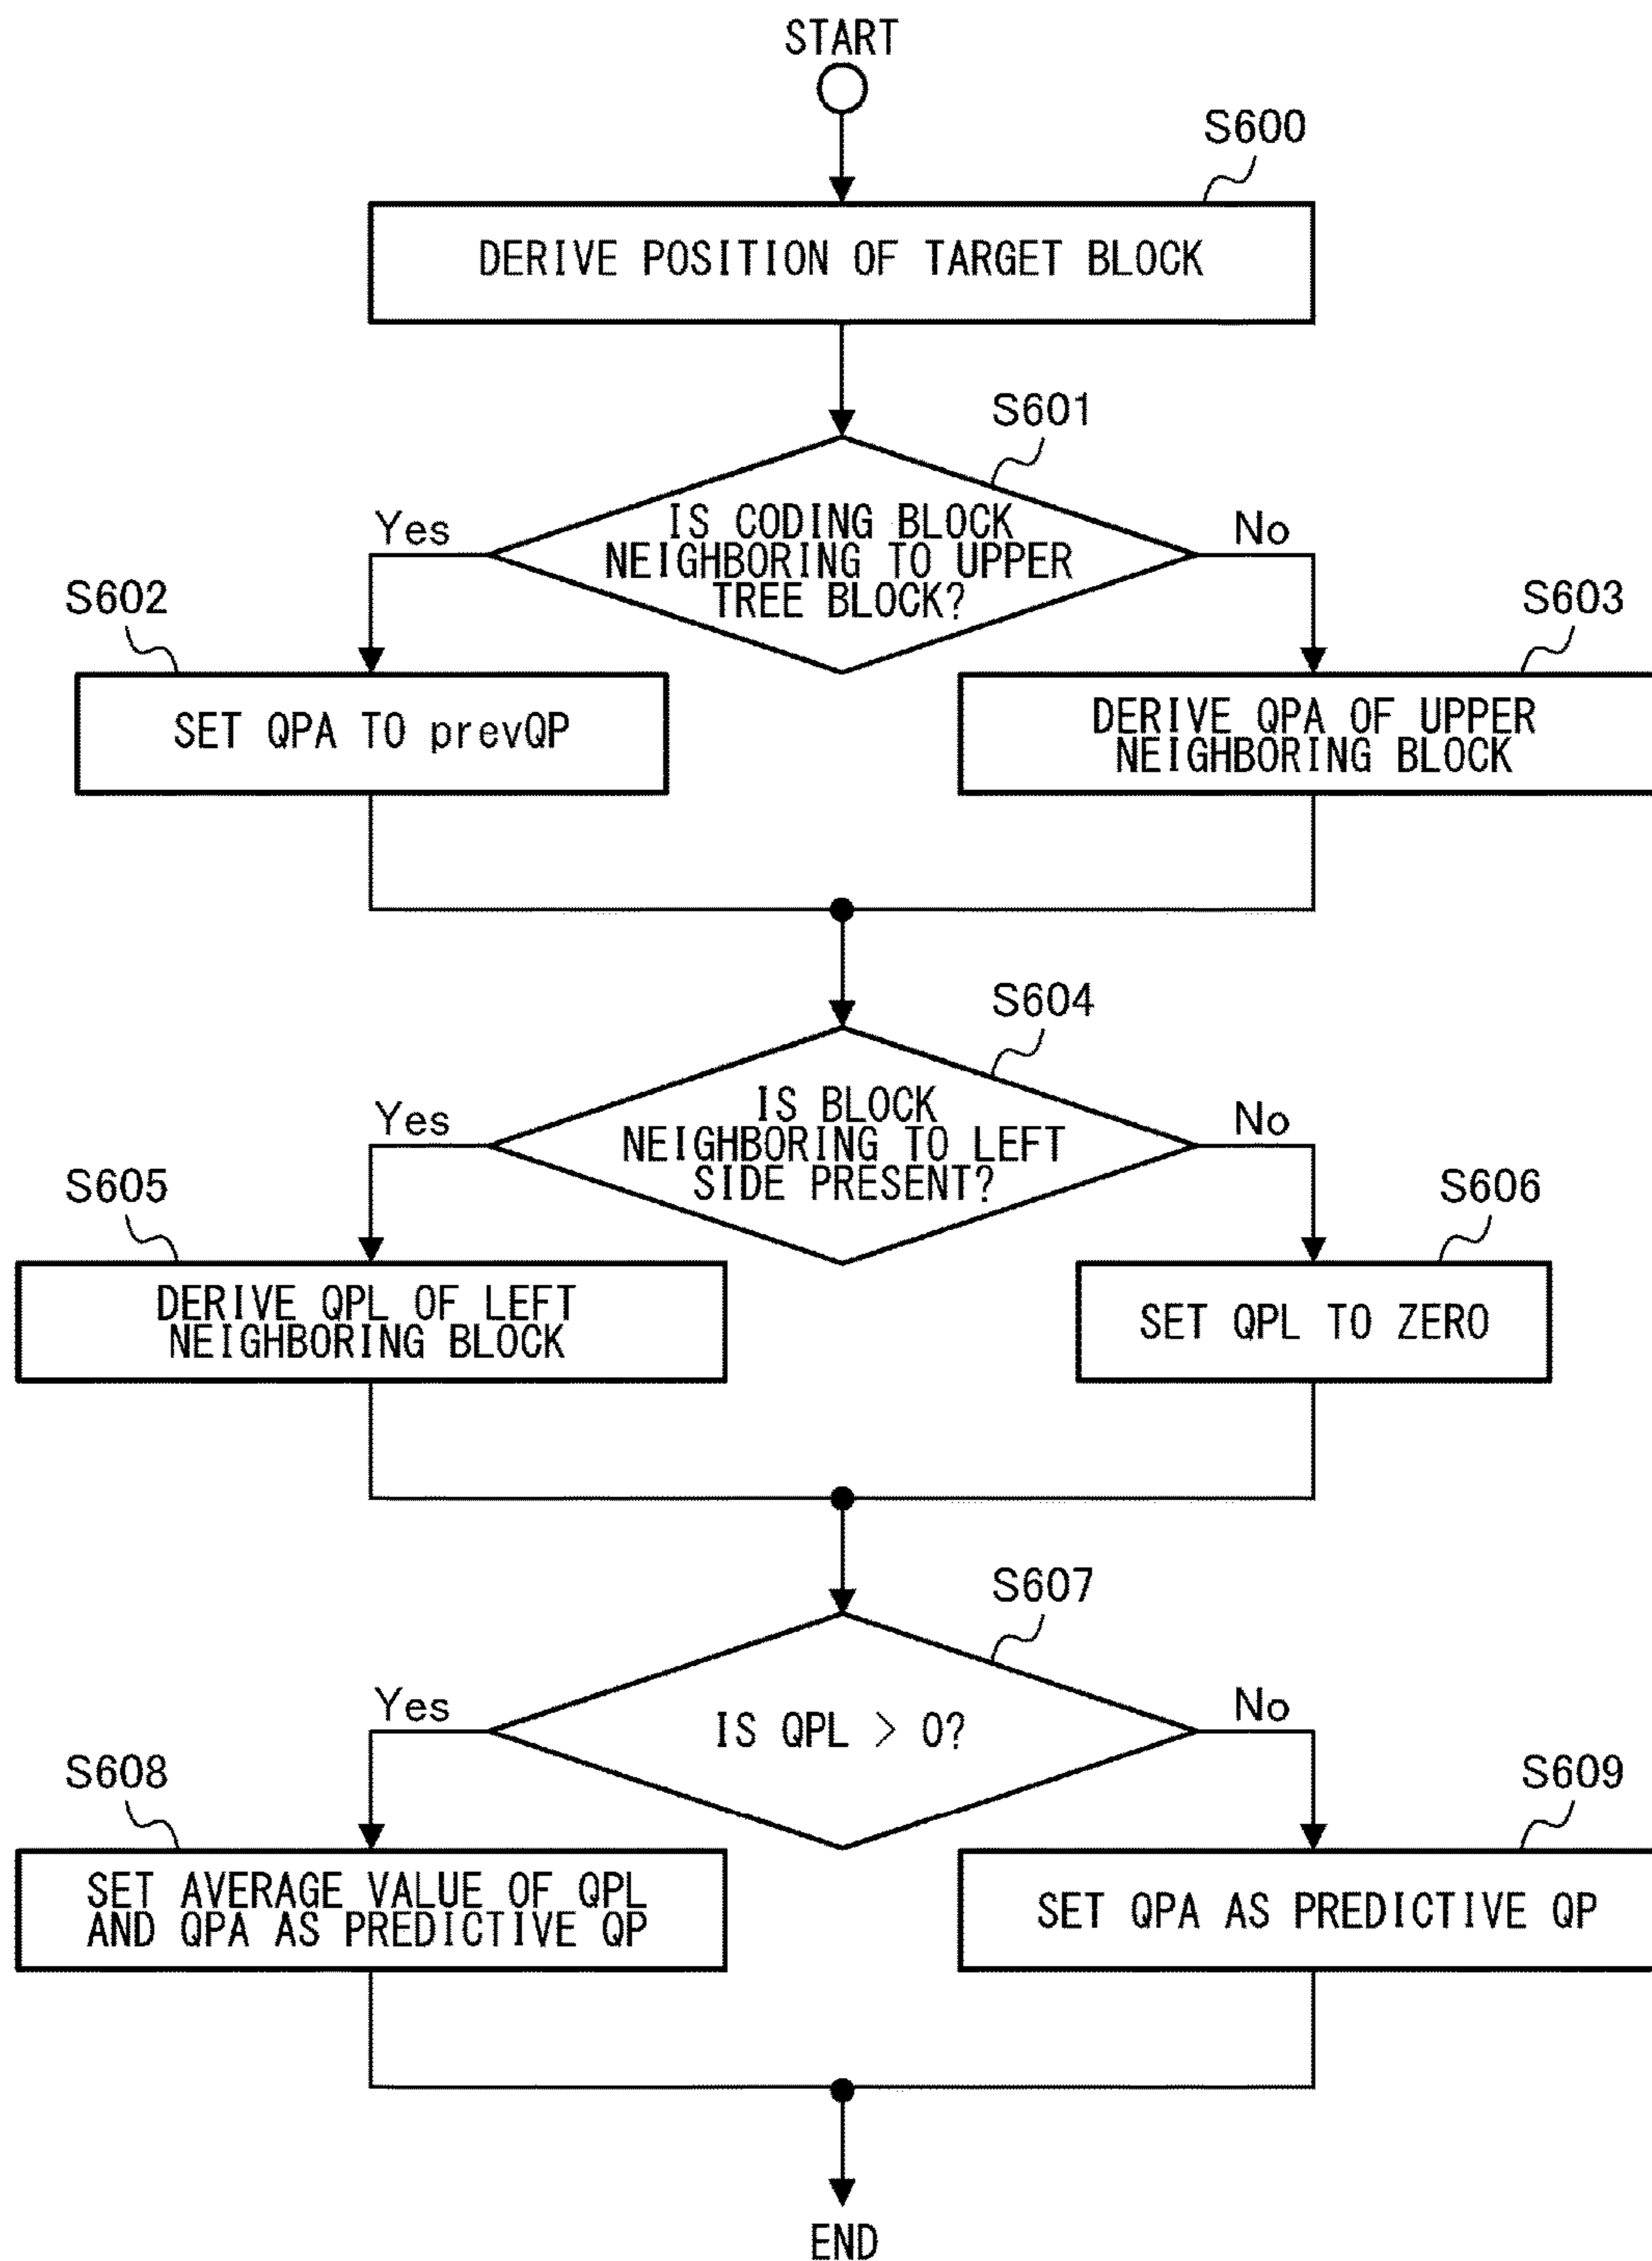 START
S600
DERIVE POSITION OF TARGET BLOCK
S601
IS CODING BLOCK
NEIGHBORING TO UPPER
TREE BLOCK?
Yes
No
S602
SET QPA TO prevQP
S603
DERIVE QPA OF UPPER
NEIGHBORING BLOCK
S604
IS BLOCK
NEIGHBORING TO LEFT
SIDE PRESENT?
Yes
No
S605
DERIVE QPL OF LEFT
NEIGHBORING BLOCK
S606
SET QPL TO ZERO
S607
IS QPL > 0?
Yes
No
S608
SET AVERAGE VALUE OF QPL
AND QPA AS PREDICTIVE QP
S609
SET QPA AS PREDICTIVE QP
END